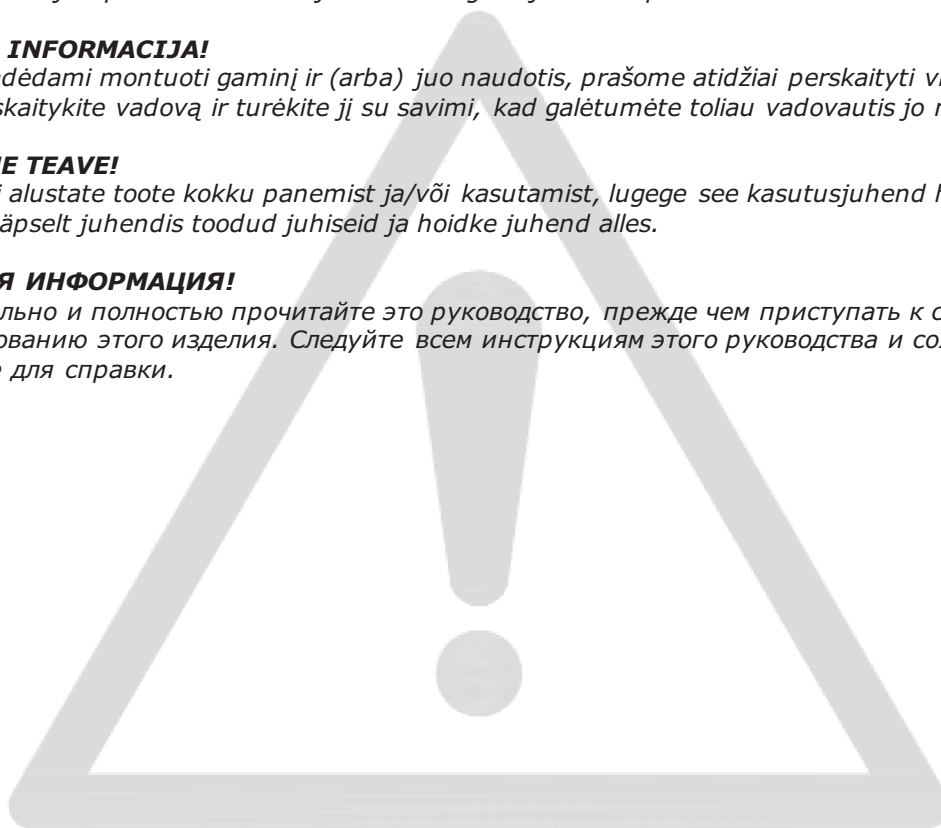 INFORMACIJA!
dėdami montuoti gaminį ir (arba) juo naudotis, prašome atidžiai perskaityti
skaitykite vadovą ir turėkite jį su savimi, kad galėtumėte toliau vadovautis jo
E TEAVE!
i alustate toote kokku panemist ja/või kasutamist, lugege see kasutusjuhend
äpselt juhendis toodud juhiseid ja hoidke juhend alles.
Я ИНФОРМАЦИЯ!
льно и полностью прочитайте это руководство, прежде чем приступать к
ованию этого изделия. Следуйте всем инструкциям этого руководства и
е для справки.